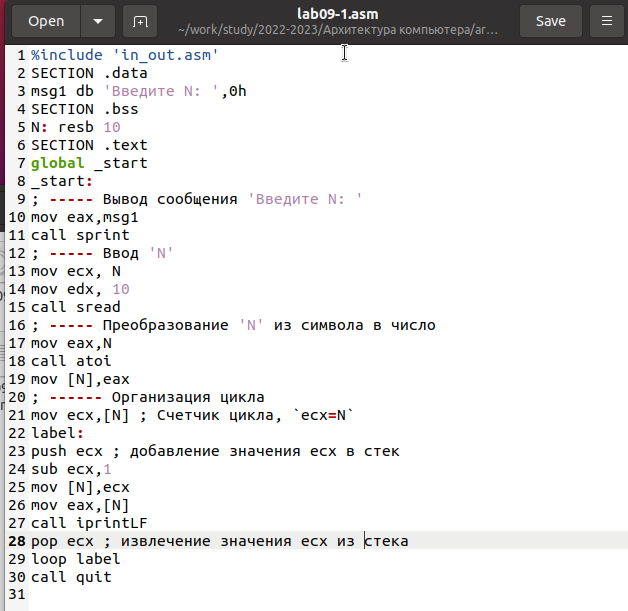 Open
lab09-1.asm
~/work/study/2022-2023/Архитектура компьютера/ar...
Save
1 %include 'in_out.asm'
2 SECTION .data
3 msg1 db 'Введите N: ',0h
4 SECTION .bss
5 N: resb 10
6 SECTION .text
7 global _start
8 _start:
9 ; ----- Вывод сообщения 'Введите N: '
10 mov eax,msg1
11 call sprint
12 ; ----- Ввод 'N'
13 mov ecx, N
14 mov edx, 10
15 call sread
16 ; ----- Преобразование 'N' из символа в число
17 mov eax,N
18 call atoi
19 mov [N],eax
20 ; ------ Организация цикла
21 mov ecx,[N] ; Счетчик цикла, `ecx=N`
22 label:
23 push ecx ; добавление значения ecx в стек
24 sub ecx,1
25 mov [N],ecx
26 mov eax,[N]
27 call iprintLF
28 pop ecx ; извлечение значения ecx из стека
29 loop label
30 call quit
31